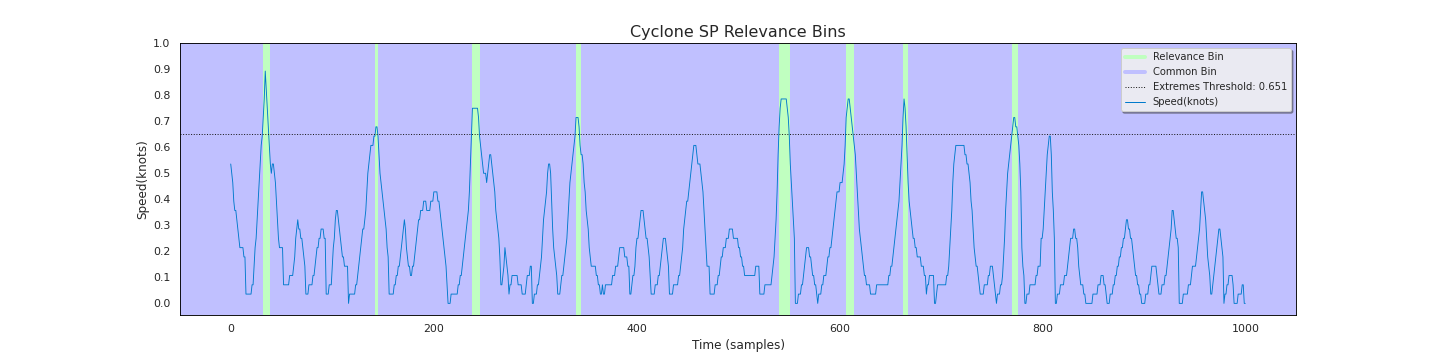 Cyclone SP Relevance Bins
1.0
0.9
0.8
0.7
0.6
0.5
0.4
0.3
0.2
0.1
0.0
Speed(knots)
Relevance Bin
Common Bin
Extremes Threshold: 0.651
Speed(knots)
0 200 400 600 800 1000
Time (samples)